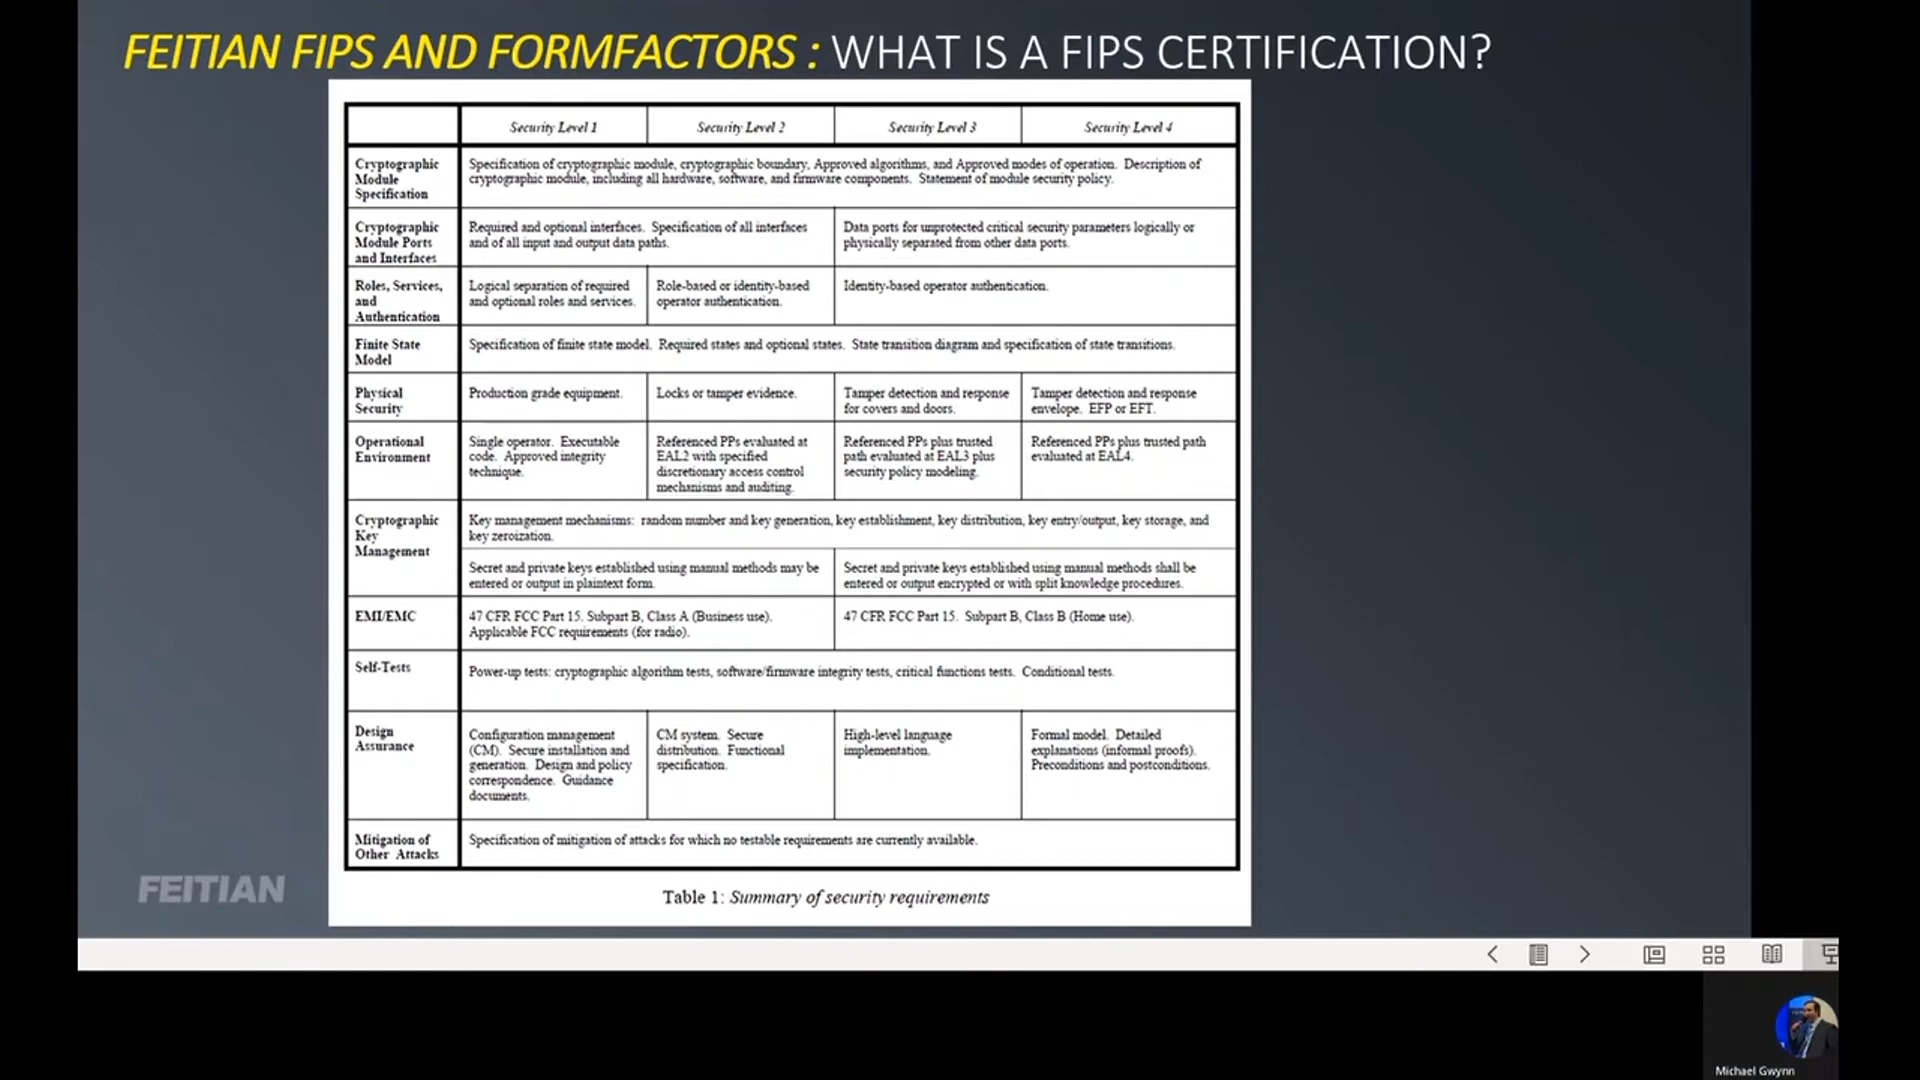 FEITIAN FIPS AND FORMFACTORS : WHAT IS A FIPS CERTIFICATION?
Security Level 1
Security Level 2
Security Level 3
Security Level 4
Cryptographic
Module
Specification
Specification of cryptographic module, cryptographic boundary, Approved algorithms, and Approved modes of operation. Description of
cryptographic module, including all hardware, software, and firmware components. Statement of module security policy.
Cryptographic
Module Ports
and Interfaces
Required and optional interfaces. Specification of all interfaces
and of all input and output data paths.
Data ports for unprotected critical security parameters logically or
physically separated from other data ports.
Roles, Services,
and
Authentication
Logical separation of required
and optional roles and services.
Role-based or identity-based
operator authentication.
Identity-based operator authentication.
Finite State
Model
Specification of finite state model. Required states and optional states. State transition diagram and specification of state transitions.
Physical
Security
Production grade equipment.
Locks or tamper evidence.
Tamper detection and response
for covers and doors.
Tamper detection and response
envelope. EFP or EFT.
Operational
Environment
Single operator. Executable
code. Approved integrity
technique.
Referenced PPs evaluated at
EAL2 with specified
discretionary access control
mechanisms and auditing.
Referenced PPs plus trusted
path evaluated at EAL3 plus
security policy modeling.
Referenced PPs plus trusted path
evaluated at EAL4.
Cryptographic
Key
Management
Key management mechanisms: random number and key generation, key establishment, key distribution, key entry/output, key storage, and
key zeroization.
Secret and private keys established using manual methods may be
entered or output in plaintext form.
Secret and private keys established using manual methods shall be
entered or output encrypted or with split knowledge procedures.
EMI/EMC
47 CFR FCC Part 15. Subpart B, Class A (Business use).
Applicable FCC requirements (for radio).
47 CFR FCC Part 15. Subpart B, Class B (Home use).
Self-Tests
Power-up tests: cryptographic algorithm tests, software/firmware integrity tests, critical functions tests. Conditional tests.
Design
Assurance
Configuration management
(CM). Secure installation and
generation. Design and policy
correspondence. Guidance
documents.
CM system. Secure
distribution. Functional
specification.
High-level language
implementation.
Formal model. Detailed
explanations (informal proofs).
Preconditions and postconditions.
Mitigation of
Other Attacks
Specification of mitigation of attacks for which no testable requirements are currently available.
Table 1: Summary of security requirements
FEITIAN
Michael Gwynn